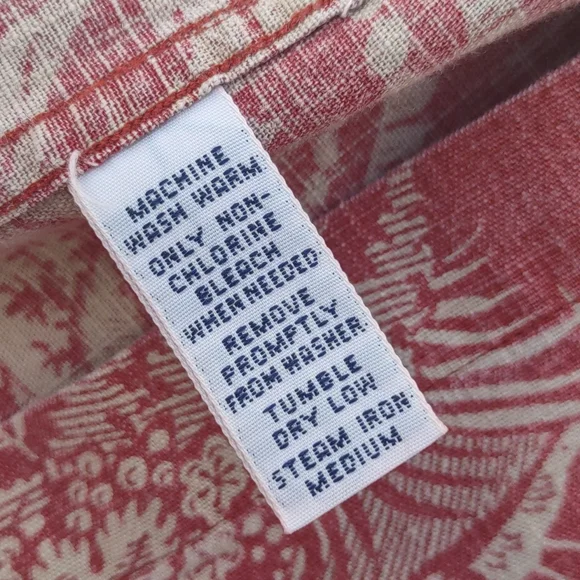 MACHINE
WASH WARM
ONLY NON-
CHLORINE
BLEACH
WHEN NEEDED
REMOVE
PROMPTLY
FROM WASHER
TUMBLE
DRY LOW
STEAM IRON
MEDIUM